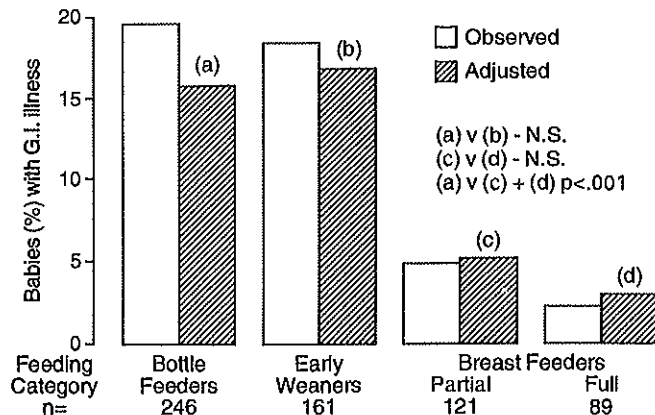 Babies (%) with G.I. illness
20
15
10
5
0
(a)
(b)
(c)
(d)
Observed
Adjusted
(a) v (b) - N.S.
(c) v (d) - N.S.
(a) v (c) + (d) p<.001
Feeding Category
Bottle Feeders
Early Weaners
Breast Feeders
Partial
Full
n=
246
161
121
89